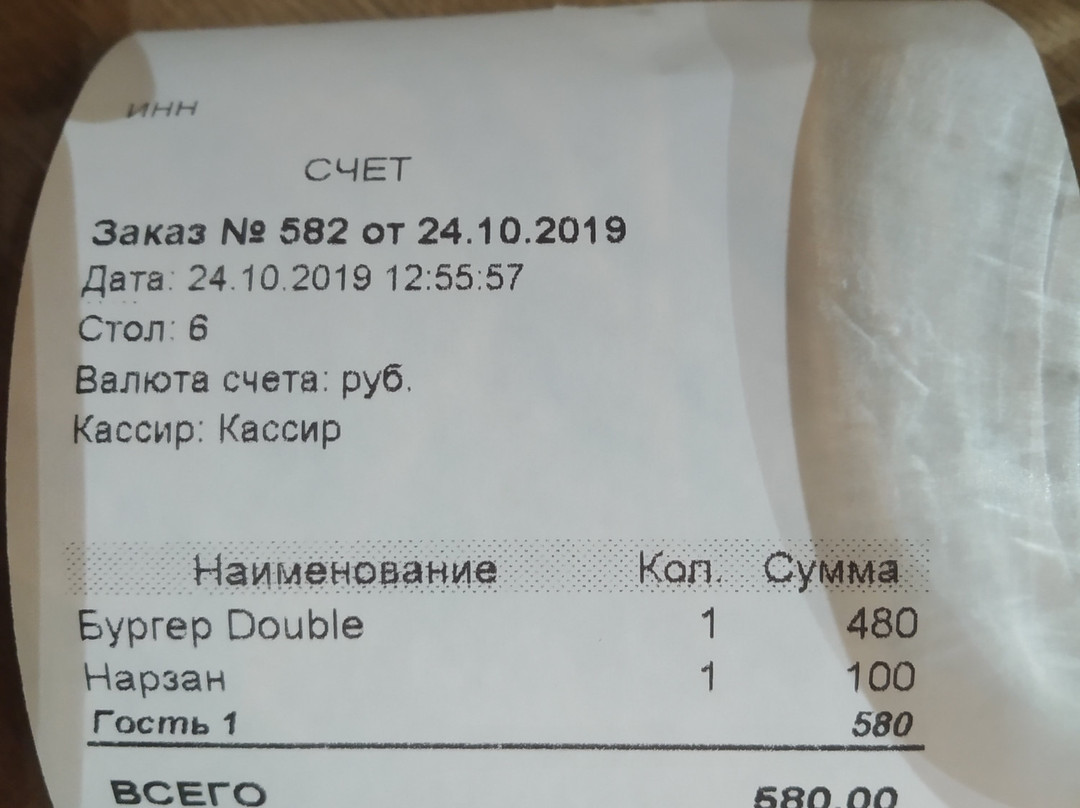 ИНН
СЧЕТ
Заказ № 582 от 24.10.2019
Дата: 24.10.2019 12:55:57
Стол: 6
Валюта счета: руб.
Кассир: Кассир
Наименование Кол. Сумма
Бургер Double 1 480
Нарзан 1 100
Гость 1 580
ВСЕГО 580.00